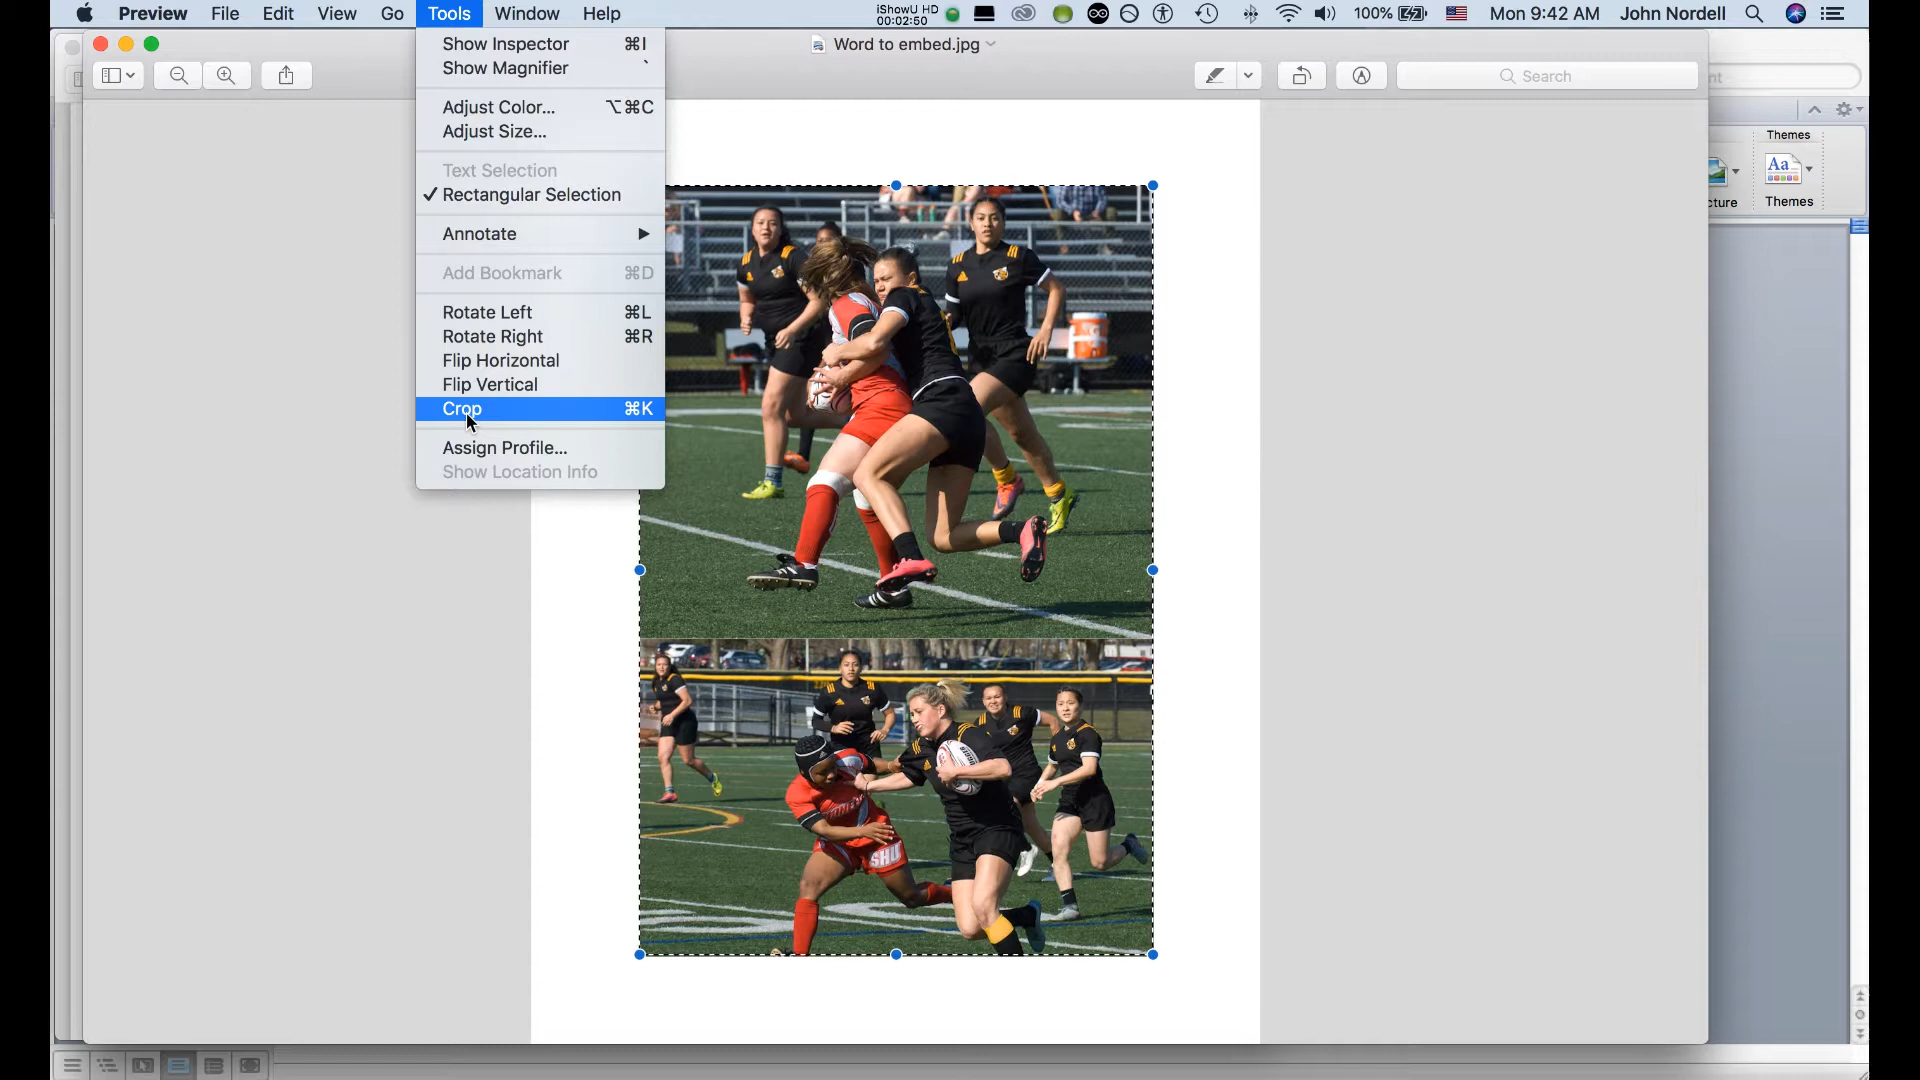 Preview File Edit View Go Tools Window Help
iShowU HD
00:02:50
100%
Mon 9:42 AM John Nordell
Word to embed.jpg
Search
nt
Show Inspector ⌘I
Show Magnifier `
Adjust Color... ⌥⌘C
Adjust Size...
Text Selection
✓ Rectangular Selection
Annotate
Add Bookmark ⌘D
Rotate Left ⌘L
Rotate Right ⌘R
Flip Horizontal
Flip Vertical
Crop ⌘K
Assign Profile...
Show Location Info
Themes
Aa
cture
Themes
SHU